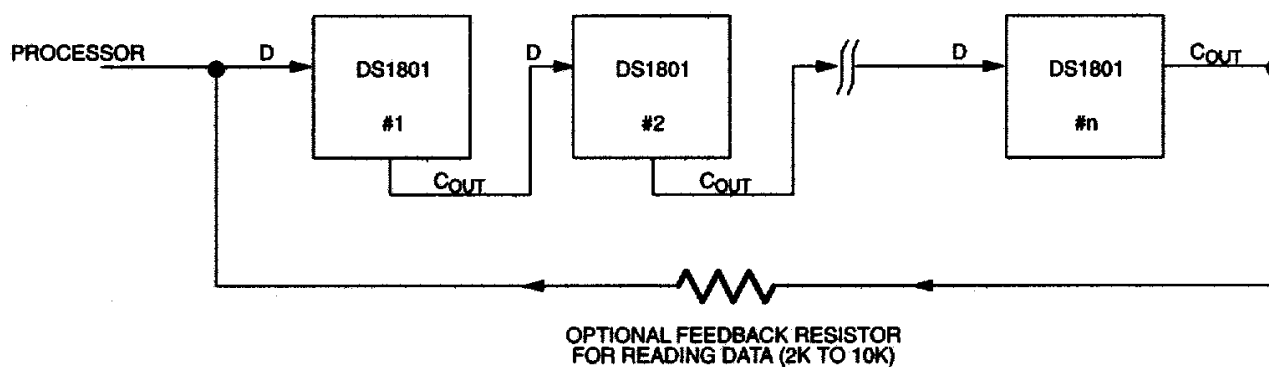 PROCESSOR
D
DS1801
#1
COUT
D
DS1801
#2
COUT
D
DS1801
#n
COUT
OPTIONAL FEEDBACK RESISTOR
FOR READING DATA (2K TO 10K)